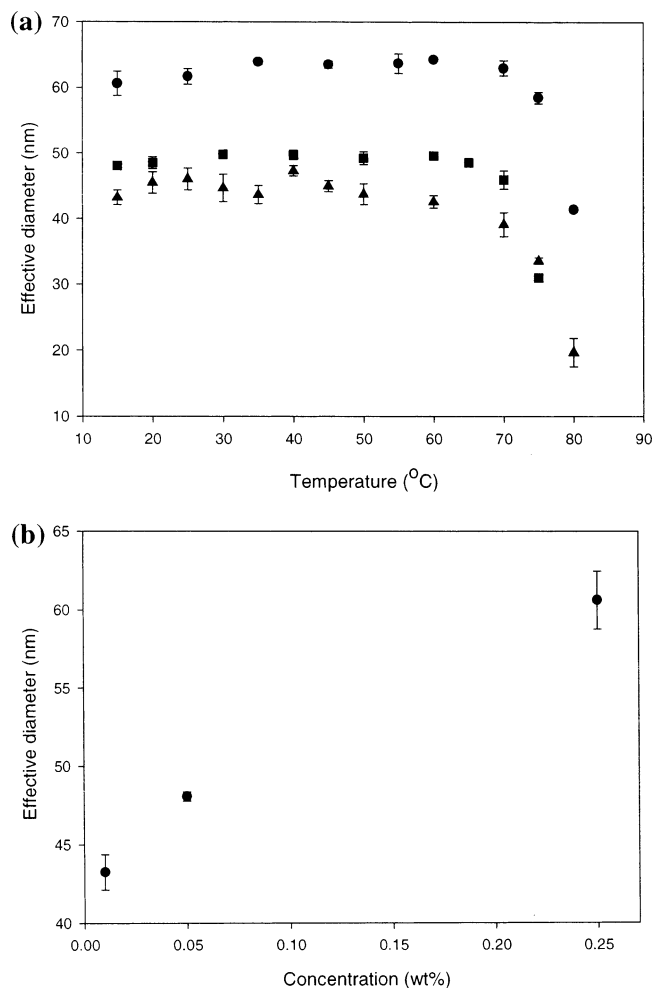 (a)
70
60
50
40
30
20
10
Effective diameter (nm)
10 20 30 40 50 60 70 80 90
Temperature (°C)
(b)
65
60
55
50
45
40
Effective diameter (nm)
0.00 0.05 0.10 0.15 0.20 0.25
Concentration (wt%)